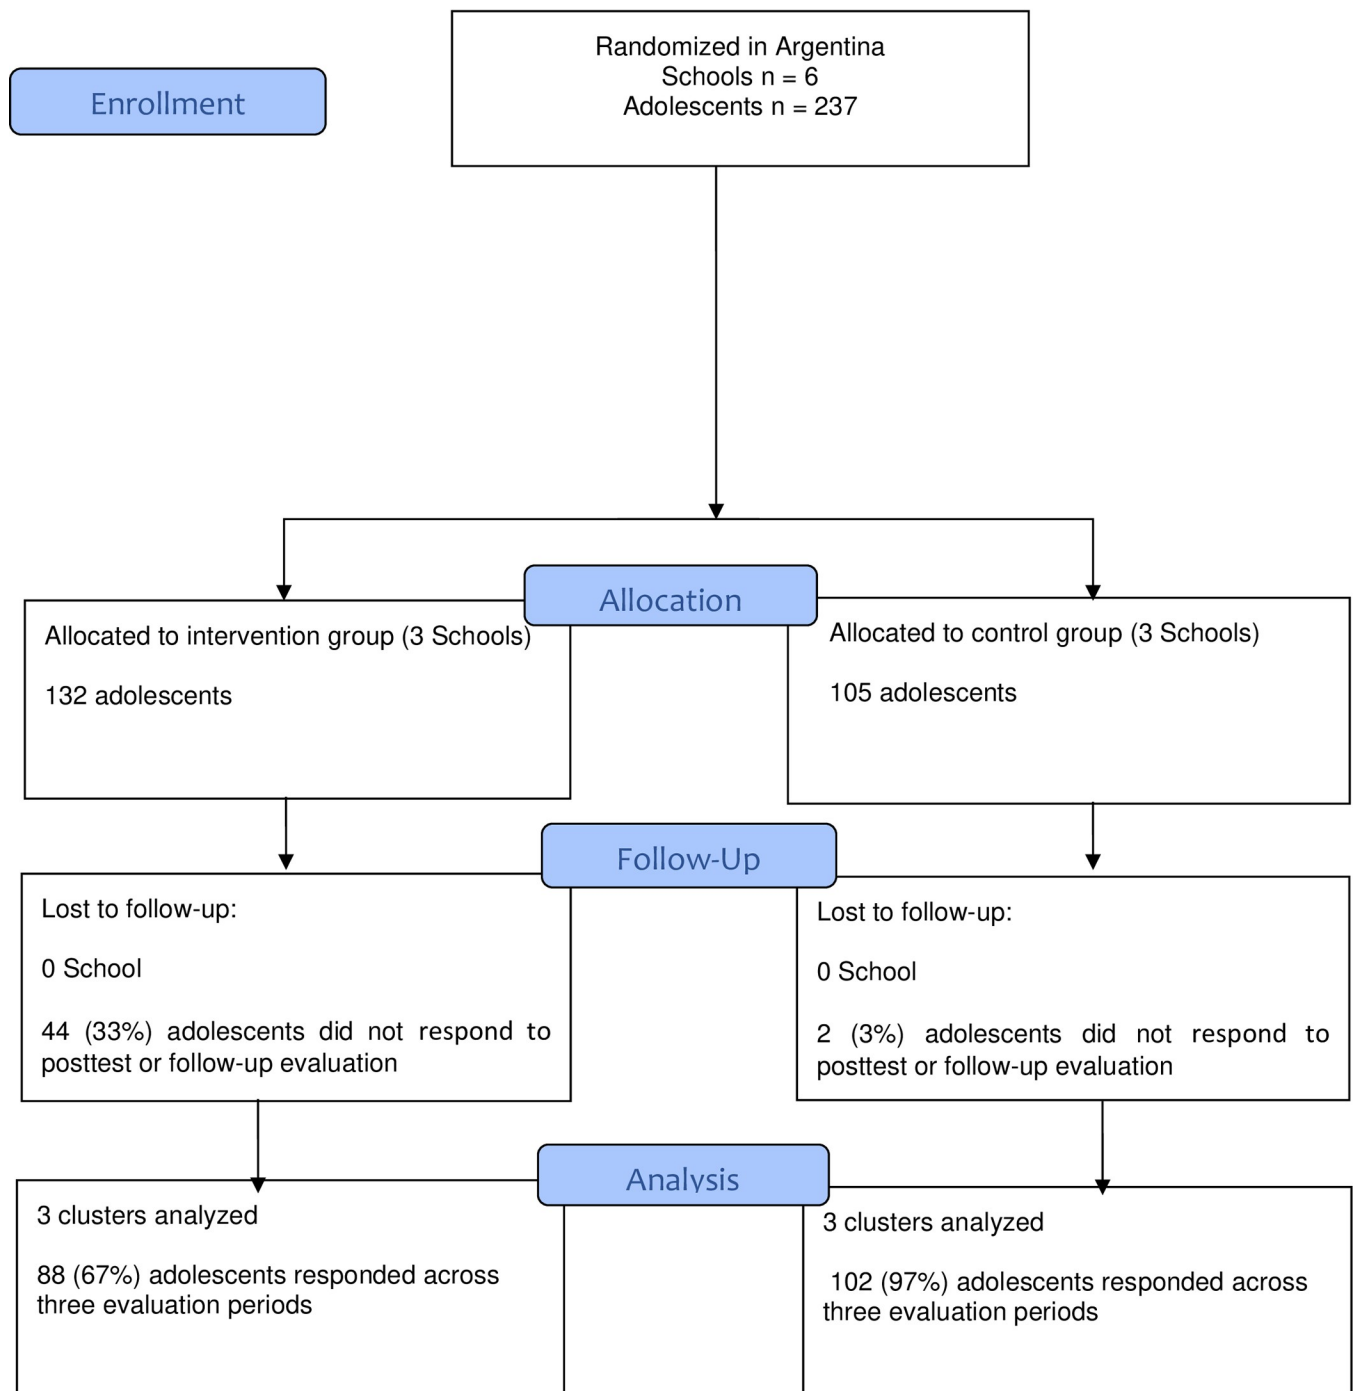 Randomized in Argentina
Schools n = 6
Adolescents n = 237
Enrollment
Allocation
Allocated to intervention group (3 Schools)
132 adolescents
Allocated to control group (3 Schools)
105 adolescents
Follow-Up
Lost to follow-up:
0 School
44 (33%) adolescents did not respond to
posttest or follow-up evaluation
Lost to follow-up:
0 School
2 (3%) adolescents did not respond to
posttest or follow-up evaluation
Analysis
3 clusters analyzed
88 (67%) adolescents responded across
three evaluation periods
3 clusters analyzed
102 (97%) adolescents responded across
three evaluation periods